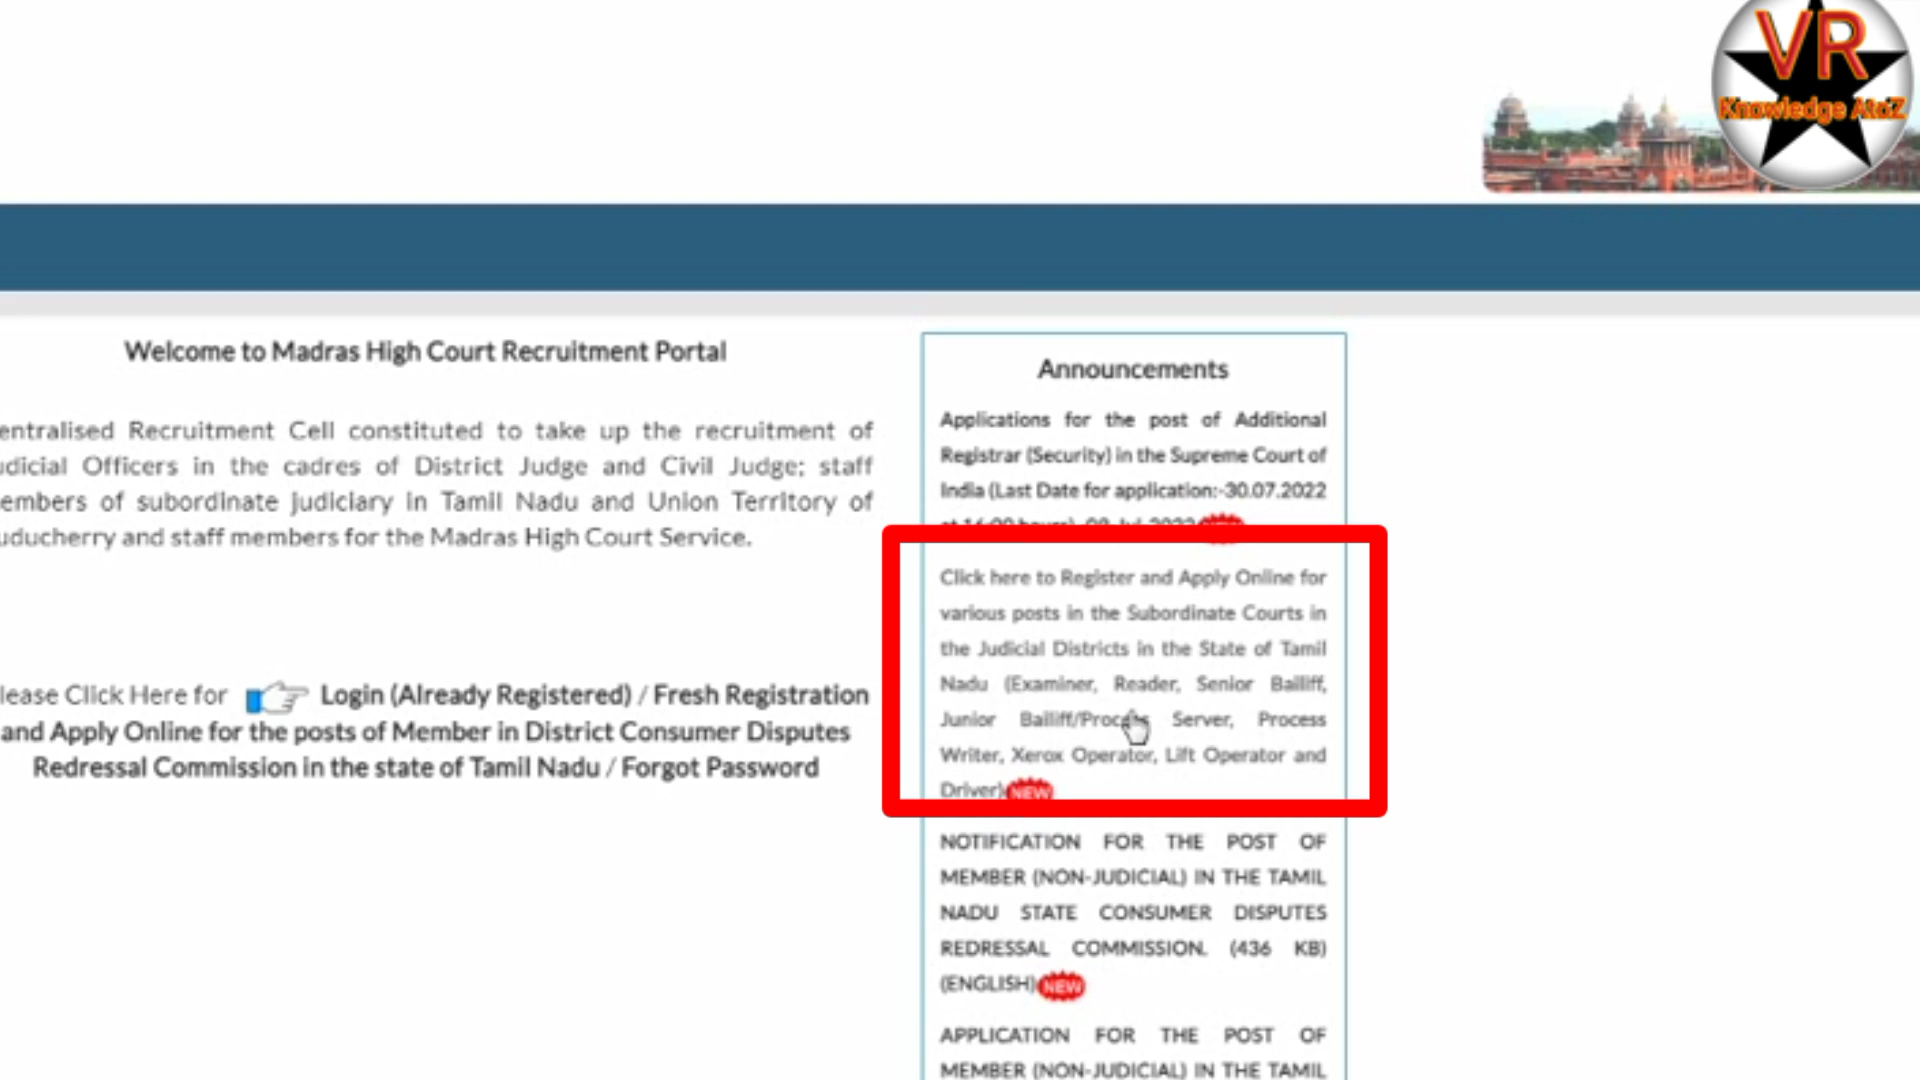 VR
Knowledge AtoZ
Welcome to Madras High Court Recruitment Portal
entralised Recruitment Cell constituted to take up the recruitment of
udicial Officers in the cadres of District Judge and Civil Judge; staff
embers of subordinate judiciary in Tamil Nadu and Union Territory of
uducherry and staff members for the Madras High Court Service.
lease Click Here for Login (Already Registered) / Fresh Registration
and Apply Online for the posts of Member in District Consumer Disputes
Redressal Commission in the state of Tamil Nadu / Forgot Password
Announcements
Applications for the post of Additional
Registrar (Security) in the Supreme Court of
India (Last Date for application:-30.07.2022
at 16:00 hours)
Click here to Register and Apply Online for
various posts in the Subordinate Courts in
the Judicial Districts in the State of Tamil
Nadu (Examiner, Reader, Senior Bailiff,
Junior Bailiff/Process Server, Process
Writer, Xerox Operator, Lift Operator and
Driver) NEW
NOTIFICATION FOR THE POST OF
MEMBER (NON-JUDICIAL) IN THE TAMIL
NADU STATE CONSUMER DISPUTES
REDRESSAL COMMISSION. (436 KB)
(ENGLISH) NEW
APPLICATION FOR THE POST OF
MEMBER (NON-JUDICIAL) IN THE TAMIL